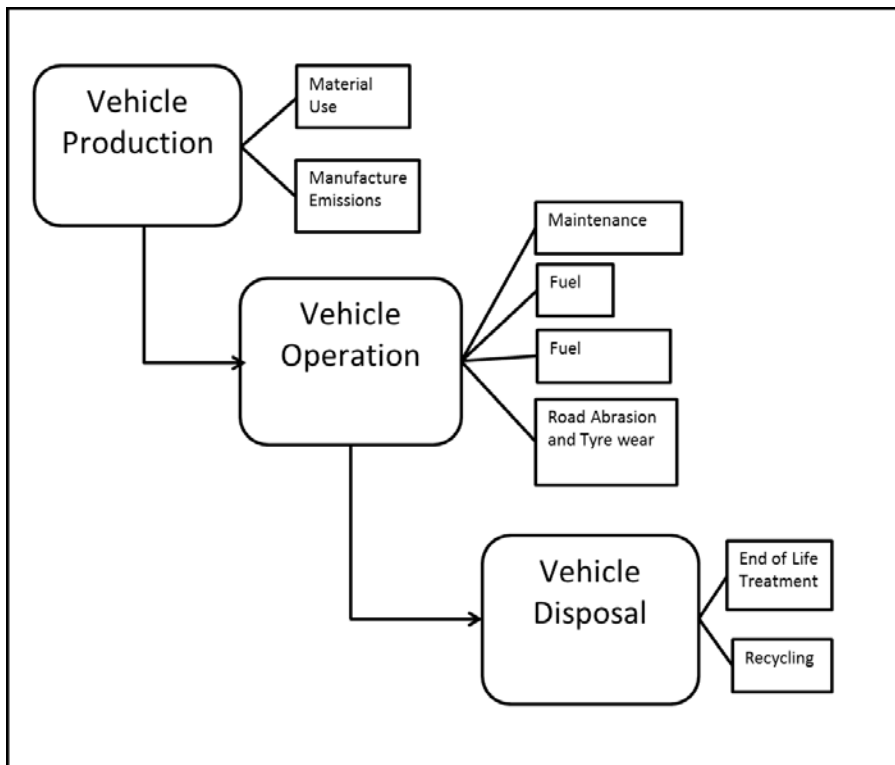 Vehicle
Production
Material
Use
Manufacture
Emissions
Vehicle
Operation
Maintenance
Fuel
Fuel
Road Abrasion
and Tyre wear
Vehicle
Disposal
End of Life
Treatment
Recycling